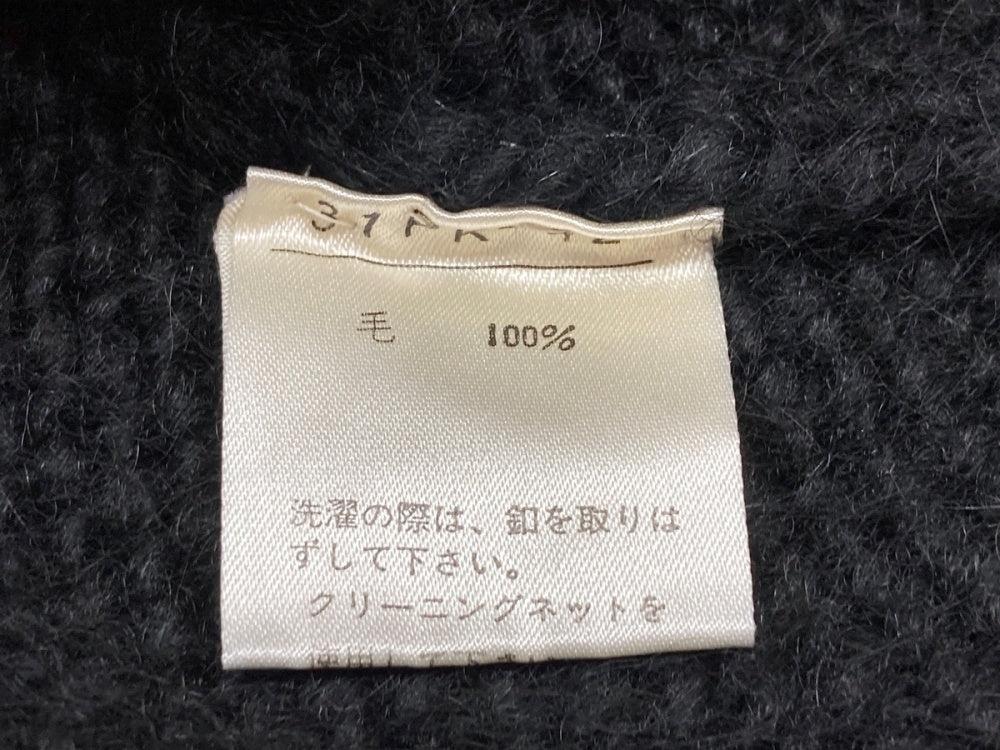 毛 100%
洗濯の際は、釦を取りは
ずして下さい。
クリーニングネットを